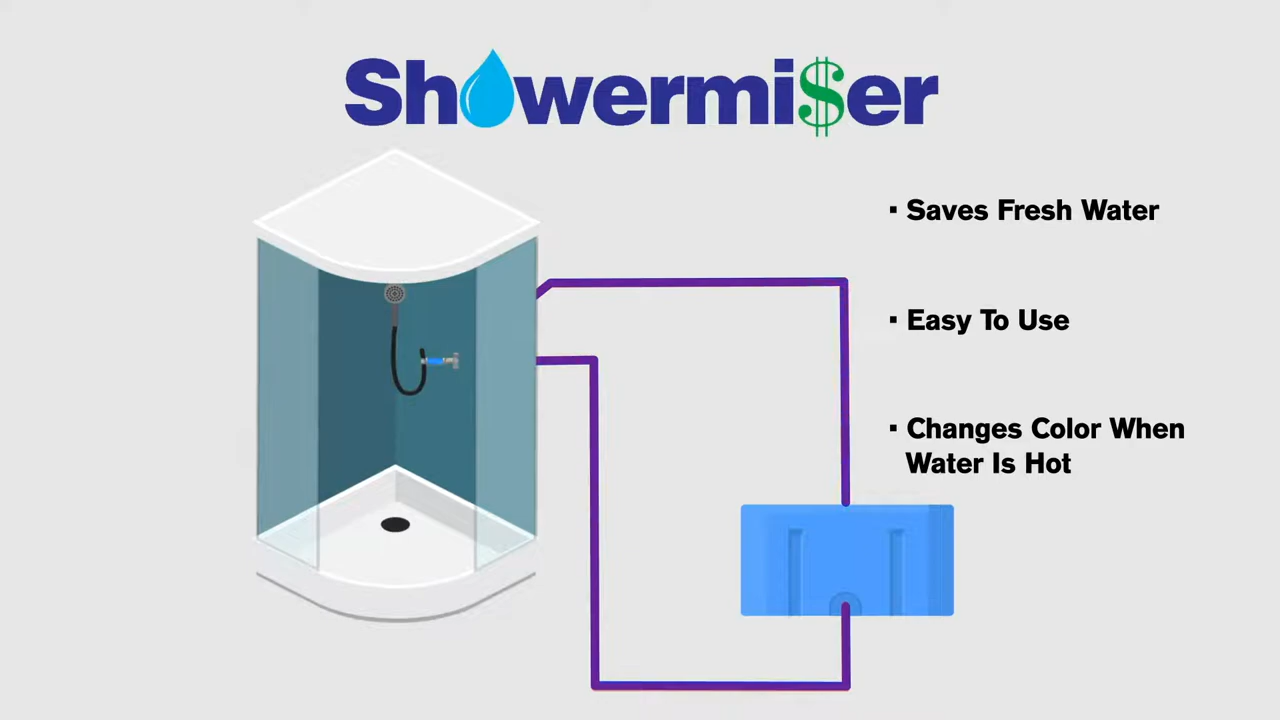 Showermi$er
▪ Saves Fresh Water
▪ Easy To Use
▪ Changes Color When
Water Is Hot